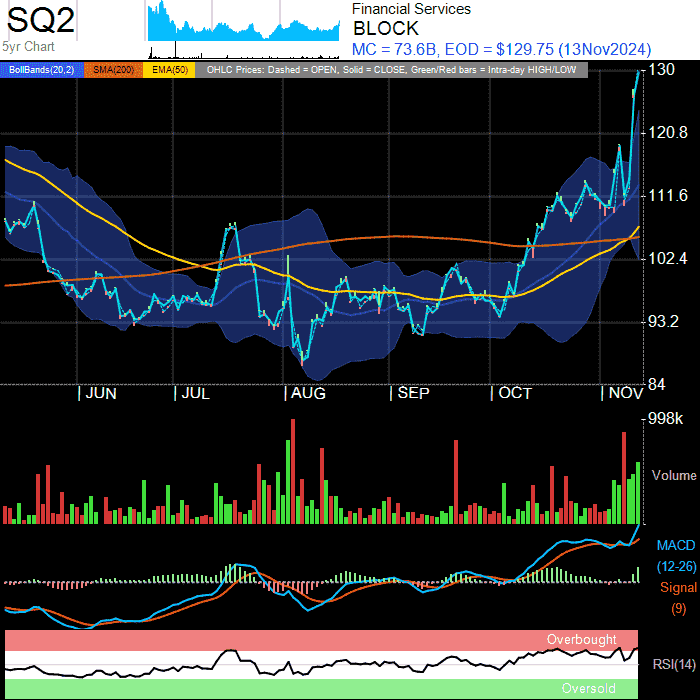 SQ2
5yr Chart
Financial Services
BLOCK
MC = 73.6B, EOD = $129.75 (13Nov2024)
BollBands(20,2) SMA(200) EMA(50) OHLC Prices: Dashed = OPEN, Solid = CLOSE, Green/Red bars = Intra-day HIGH/LOW
130
120.8
111.6
102.4
93.2
84
JUN JUL AUG SEP OCT NOV
998k
Volume
MACD
(12-26)
Signal
(9)
Overbought
RSI(14)
Oversold